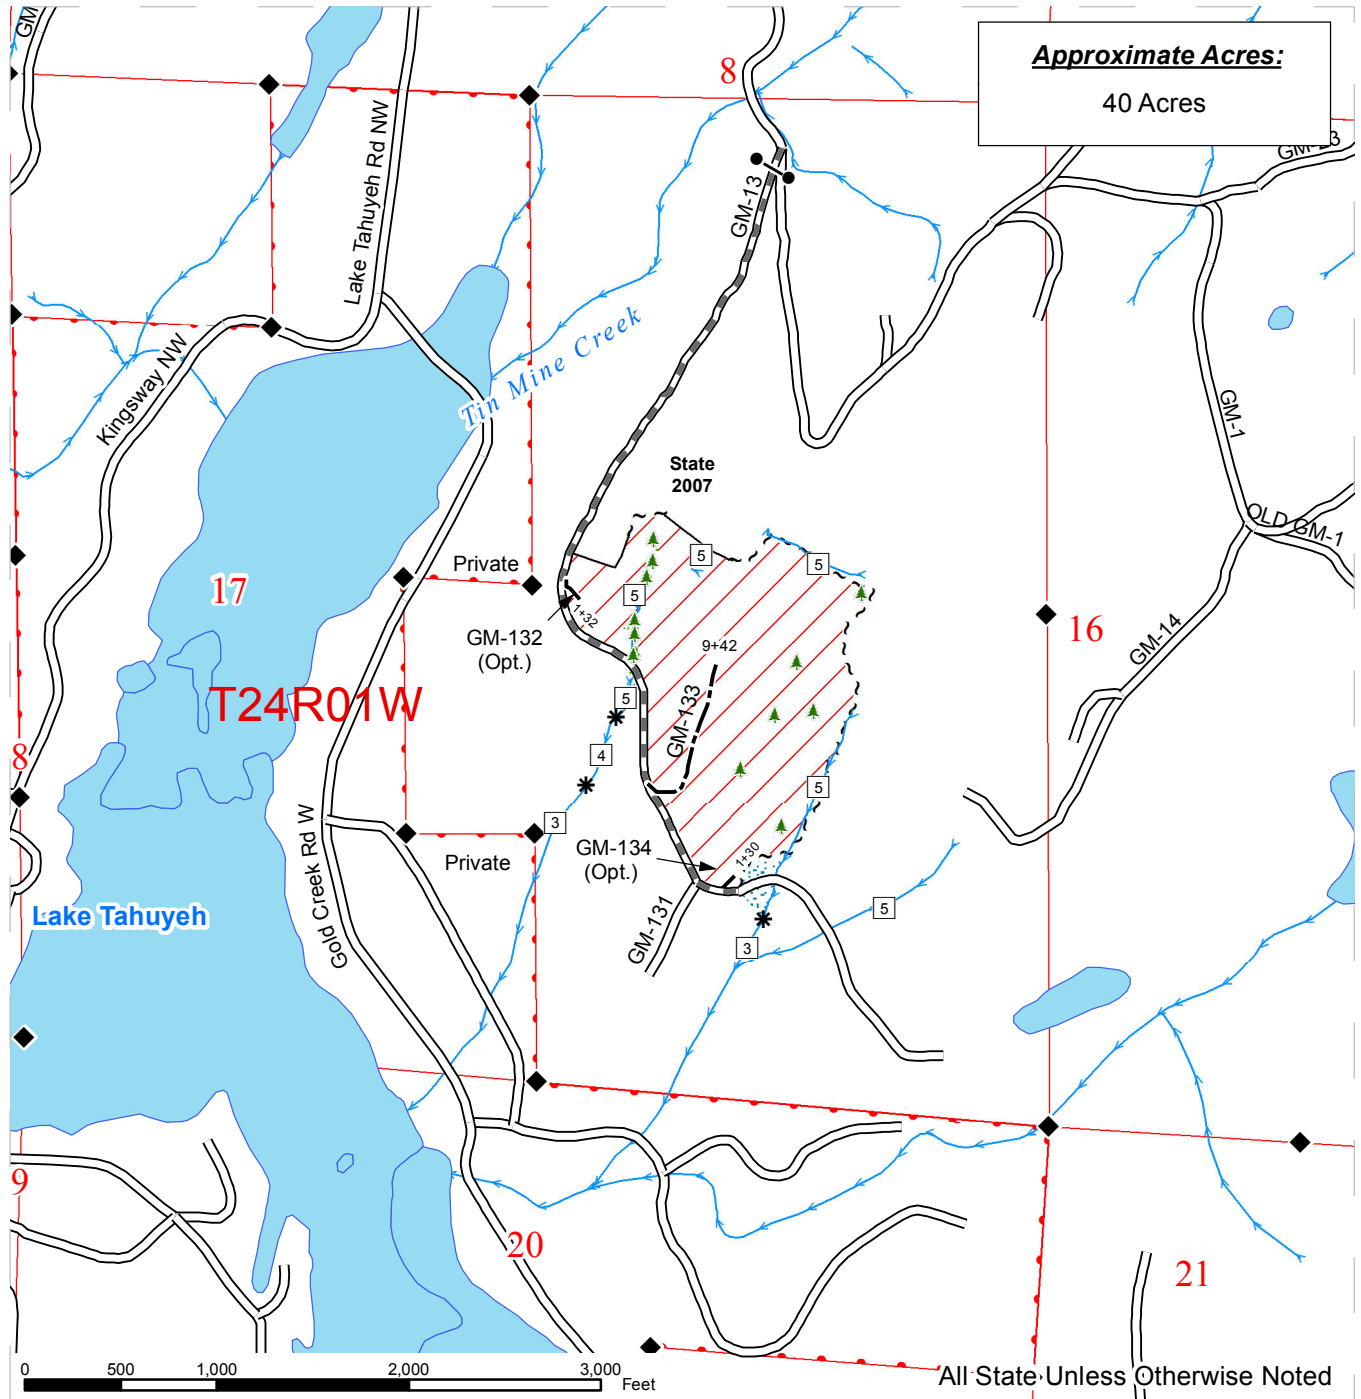 GM
8
Approximate Acres:
40 Acres
Lake Tahuyeh Rd NW
GM-13
Kingsway NW
Tin Mine Creek
GM-1
State
2007
OLD GM-1
5
5
Private
17
5
1+32
GM-132
(Opt.)
16
9+42
GM-14
T24R01W
5
GM-133
8
4
5
3
GM-134
(Opt.)
Private
1+30
Gold Creek Rd W
Lake Tahuyeh
5
GM-131
3
9
20
21
0 500 1,000 2,000 3,000
Feet
All State Unless Otherwise Noted